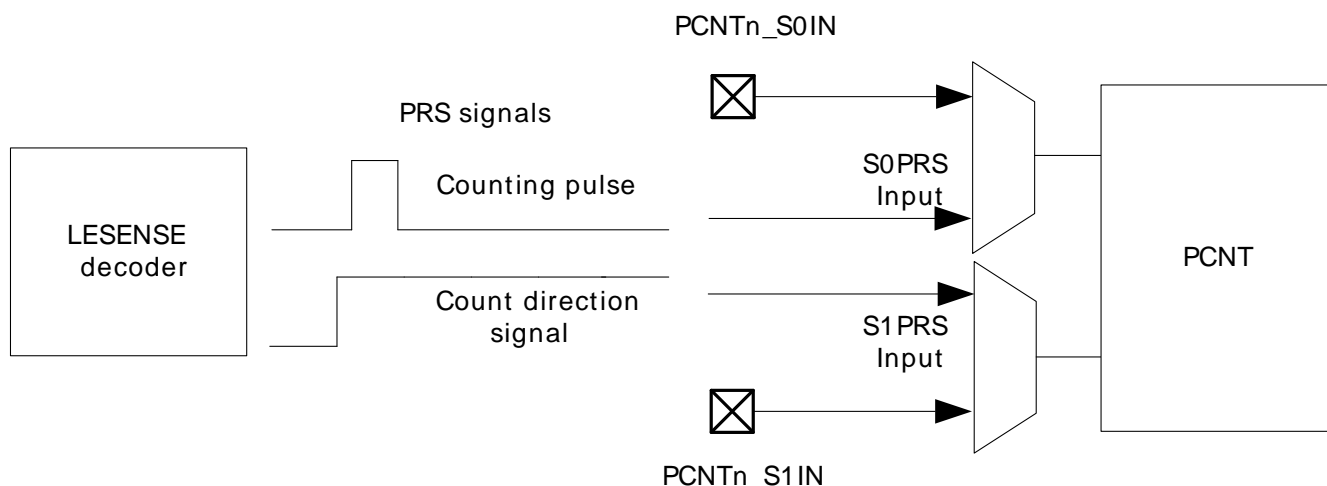 PCNTn_S0IN
PRS signals
Counting pulse
S0PRS
Input
LESENSE
decoder
PCNT
Count direction
signal
S1PRS
Input
PCNTn_S1IN